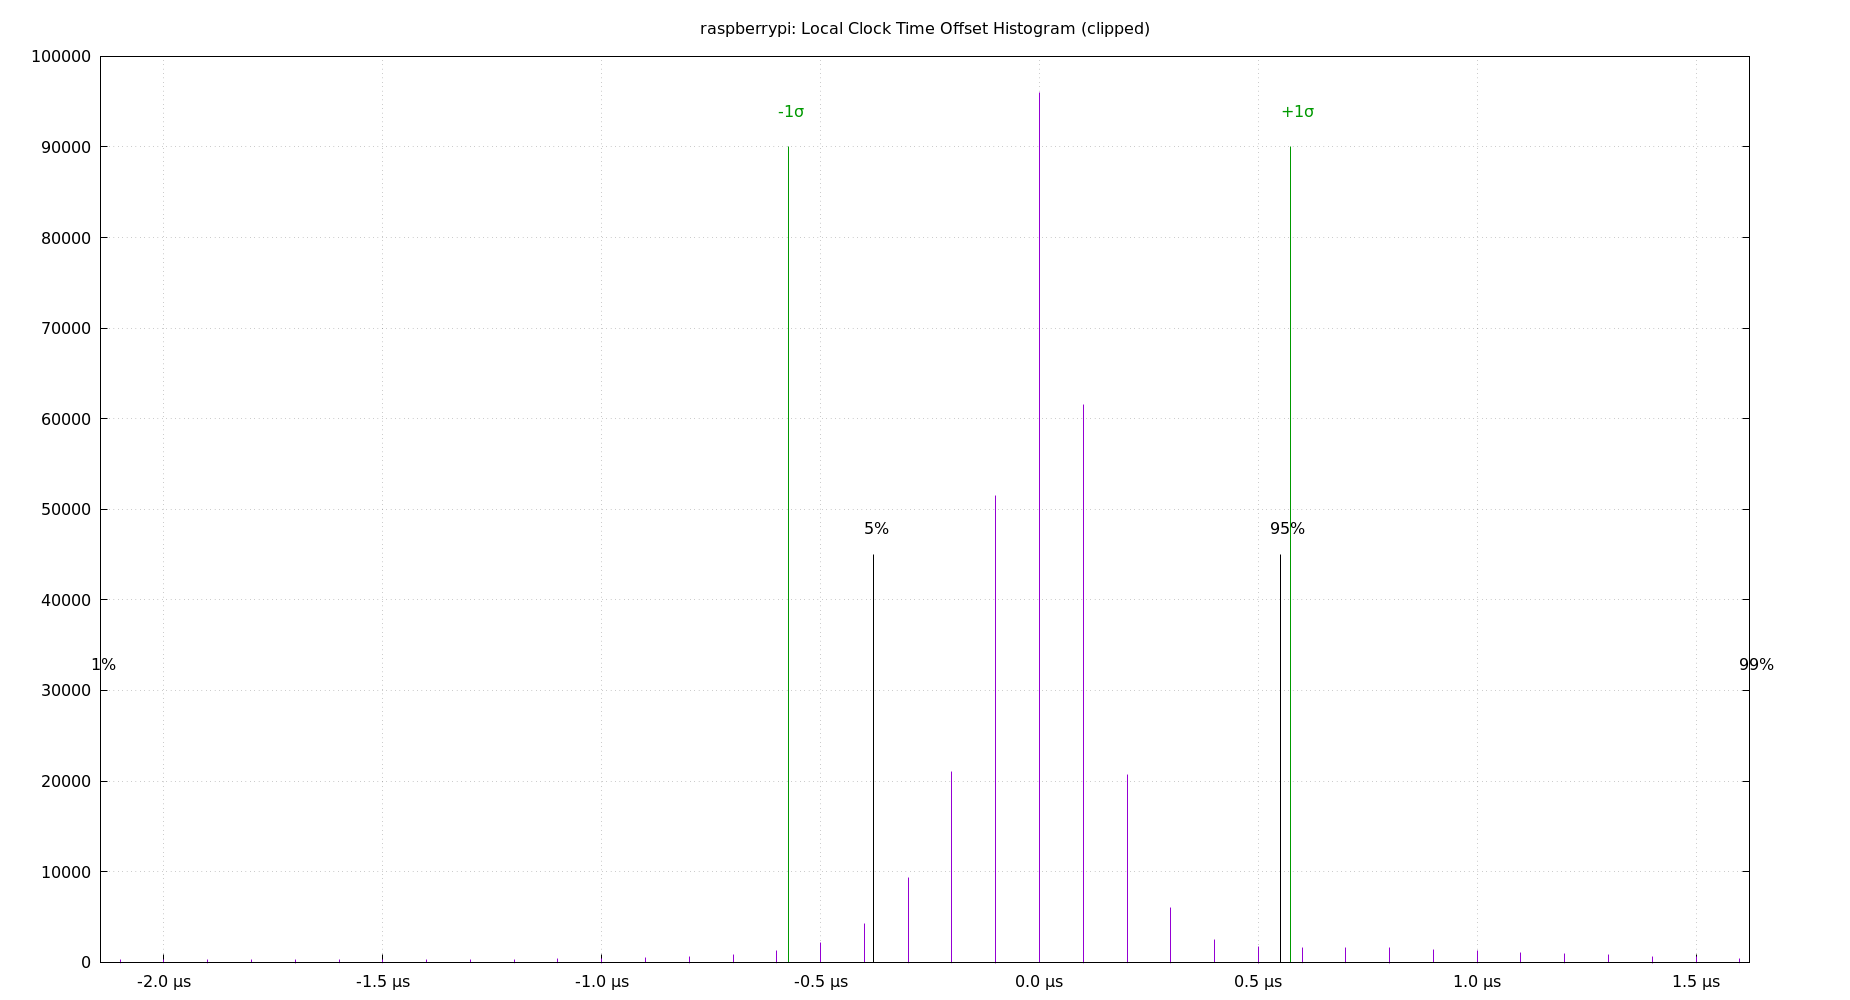 raspberrypi: Local Clock Time Offset Histogram (clipped)
100000
-1σ
+1σ
90000
80000
70000
60000
50000
5%
95%
40000
1%
99%
30000
20000
10000
0
-2.0 μs
-1.5 μs
-1.0 μs
-0.5 μs
0.0 μs
0.5 μs
1.0 μs
1.5 μs